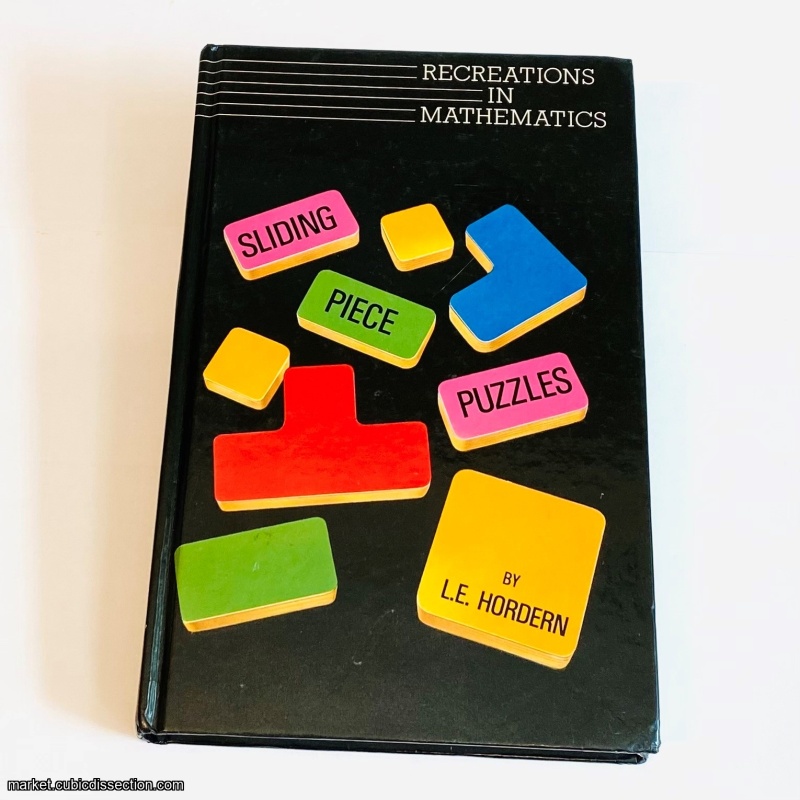 RECREATIONS
IN
MATHEMATICS
SLIDING
PIECE
PUZZLES
BY
L.E. HORDERN
market.cubicdissection.com